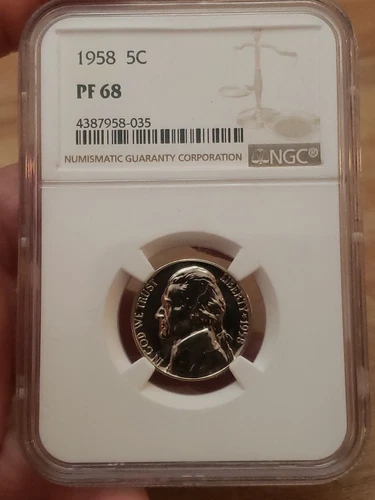 1958 5C
PF 68
4387958-035
NUMISMATIC GUARANTY CORPORATION
NGC®
IN GOD WE TRUST
LIBERTY ★ 1958